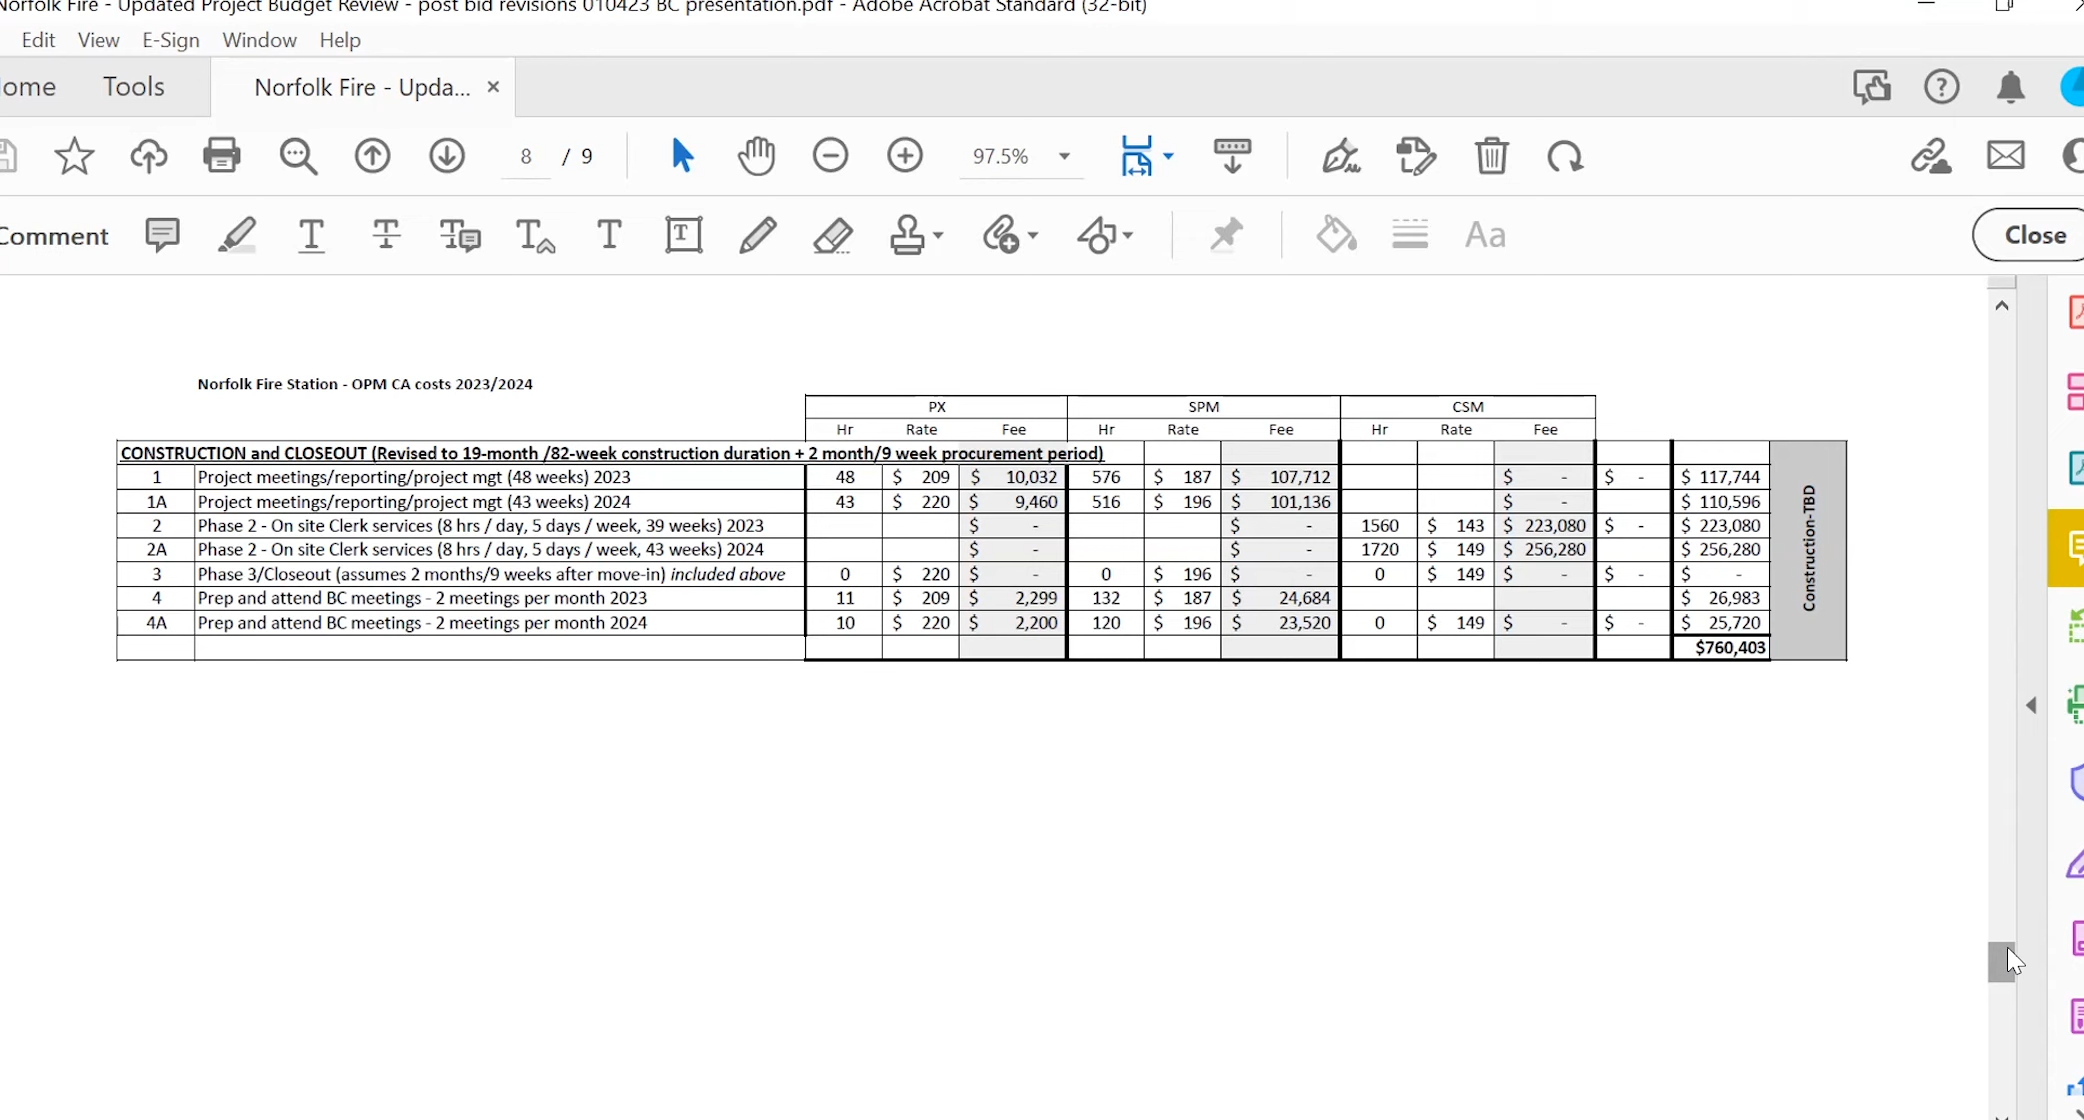 Norfolk Fire - Updated Project Budget Review - post bid revisions 010423 BC presentation.pdf - Adobe Acrobat Standard (32-bit)
Edit View E-Sign Window Help
ome Tools Norfolk Fire - Upda... ×
8 / 9 97.5%
Comment Aa Close
Norfolk Fire Station - OPM CA costs 2023/2024
PX SPM CSM
Hr Rate Fee Hr Rate Fee Hr Rate Fee
CONSTRUCTION and CLOSEOUT (Revised to 19-month /82-week construction duration + 2 month/9 week procurement period)
1 Project meetings/reporting/project mgt (48 weeks) 2023 48 $ 209 $ 10,032 576 $ 187 $ 107,712 $ - $ - $ 117,744
1A Project meetings/reporting/project mgt (43 weeks) 2024 43 $ 220 $ 9,460 516 $ 196 $ 101,136 $ - $ 110,596
2 Phase 2 - On site Clerk services (8 hrs / day, 5 days / week, 39 weeks) 2023 $ - $ - 1560 $ 143 $ 223,080 $ - $ 223,080
2A Phase 2 - On site Clerk services (8 hrs / day, 5 days / week, 43 weeks) 2024 $ - $ - 1720 $ 149 $ 256,280 $ 256,280
3 Phase 3/Closeout (assumes 2 months/9 weeks after move-in) included above 0 $ 220 $ - 0 $ 196 $ - 0 $ 149 $ - $ - $ -
4 Prep and attend BC meetings - 2 meetings per month 2023 11 $ 209 $ 2,299 132 $ 187 $ 24,684 $ 26,983
4A Prep and attend BC meetings - 2 meetings per month 2024 10 $ 220 $ 2,200 120 $ 196 $ 23,520 0 $ 149 $ - $ - $ 25,720
$760,403
Construction-TBD